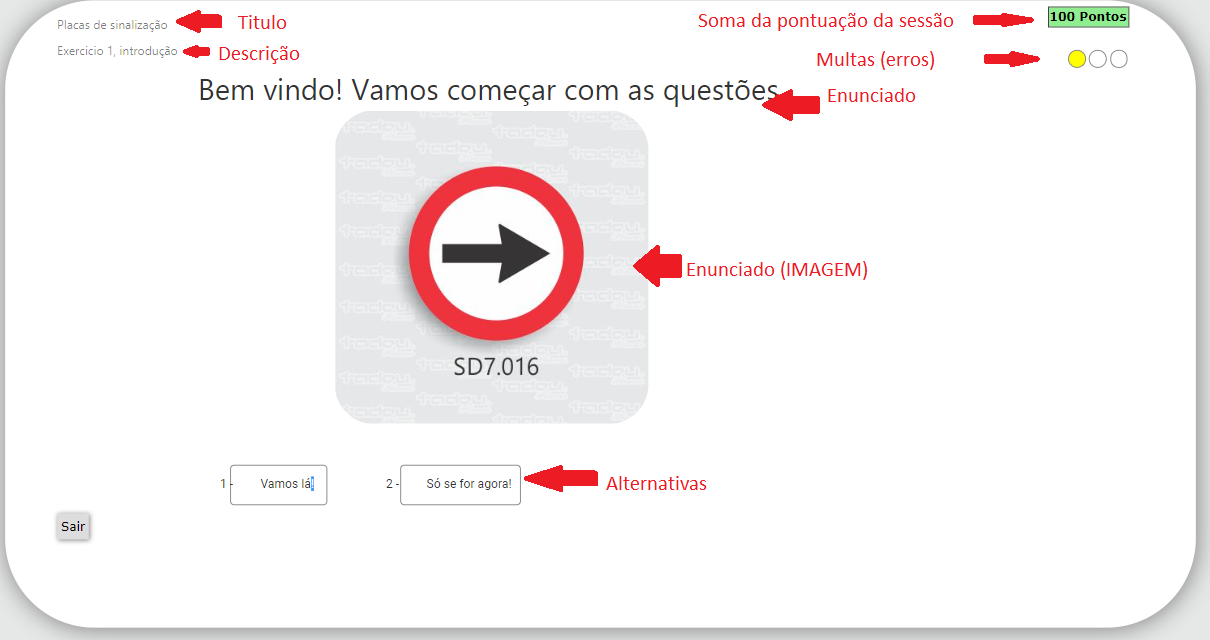 Placas de sinalização
Titulo
Soma da pontuação da sessão
100 Pontos
Exercicio 1, introdução
Descrição
Multas (erros)
Bem vindo! Vamos começar com as questões
Enunciado
Enunciado (IMAGEM)
SD7.016
1 -
Vamos lá!
2 -
Só se for agora!
Alternativas
Sair